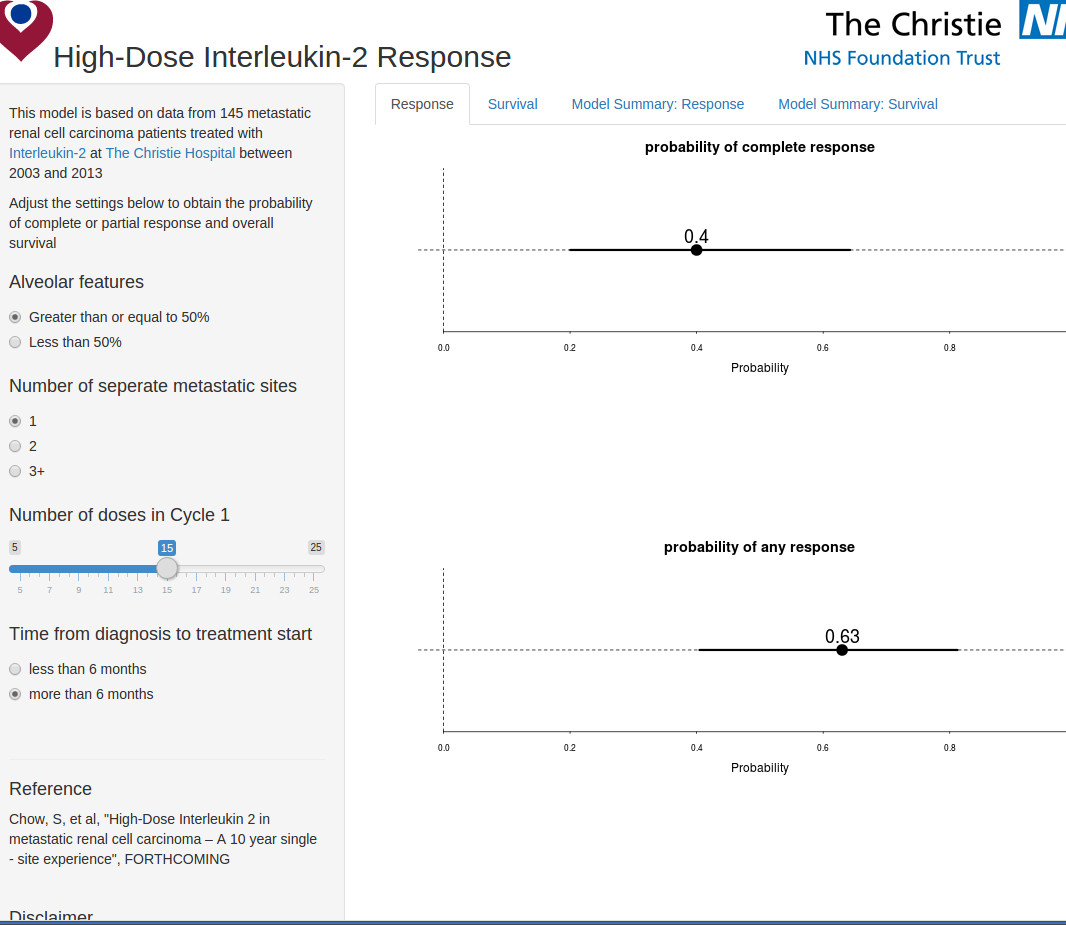 The Christie
NHS Foundation Trust
High-Dose Interleukin-2 Response
This model is based on data from 145 metastatic
renal cell carcinoma patients treated with
Interleukin-2 at The Christie Hospital between
2003 and 2013
Adjust the settings below to obtain the probability
of complete or partial response and overall
survival
Alveolar features
Greater than or equal to 50%
Less than 50%
Number of seperate metastatic sites
1
2
3+
Number of doses in Cycle 1
5 15 25
5 7 9 11 13 15 17 19 21 23 25
Time from diagnosis to treatment start
less than 6 months
more than 6 months
Reference
Chow, S, et al, "High-Dose Interleukin 2 in
metastatic renal cell carcinoma – A 10 year single
- site experience", FORTHCOMING
Disclaimer
Response Survival Model Summary: Response Model Summary: Survival
probability of complete response
0.4
0.0 0.2 0.4 0.6 0.8
Probability
probability of any response
0.63
0.0 0.2 0.4 0.6 0.8
Probability